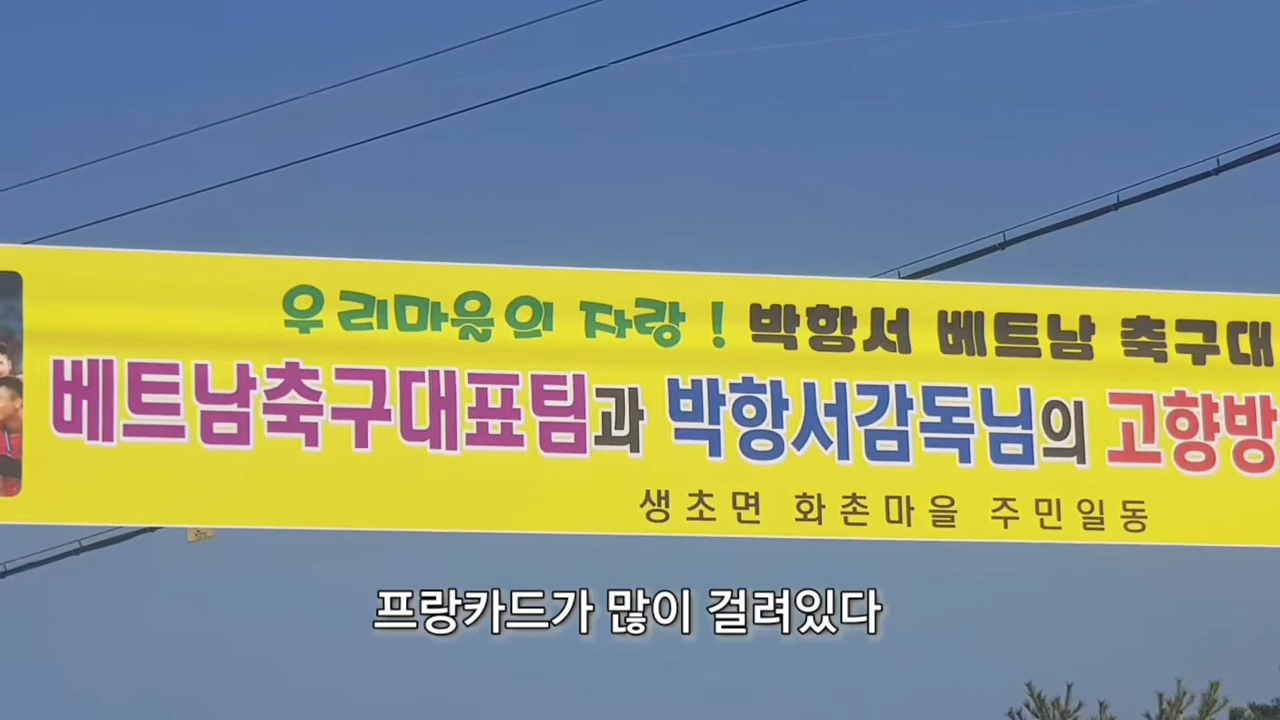 우리마을의 자랑! 박항서 베트남 축구대
베트남축구대표팀과 박항서감독님의 고향방
생초면 화촌마을 주민일동
프랑카드가 많이 걸려있다